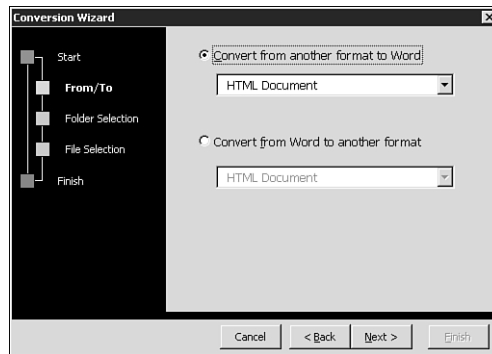 Conversion Wizard
Start
From/To
Folder Selection
File Selection
Finish
Convert from another format to Word
HTML Document
Convert from Word to another format
HTML Document
Cancel
< Back
Next >
Finish